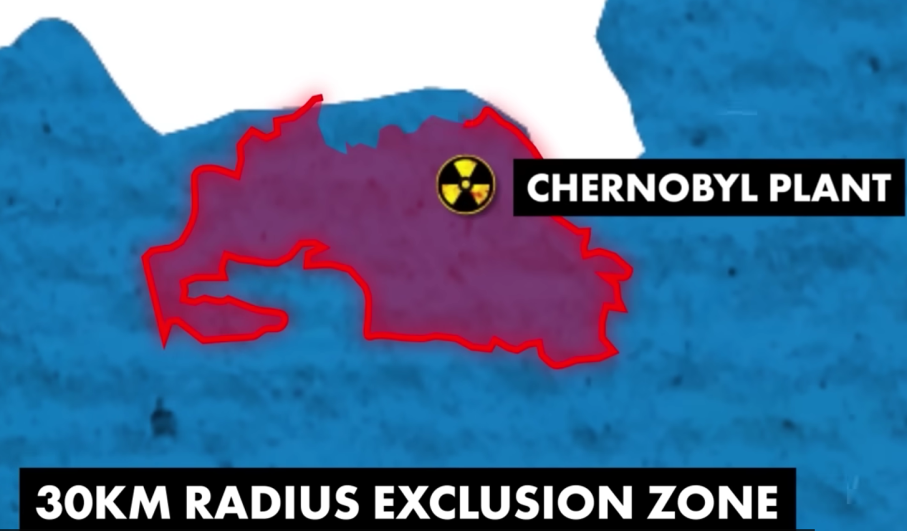 CHERNOBYL PLANT
30KM RADIUS EXCLUSION ZONE